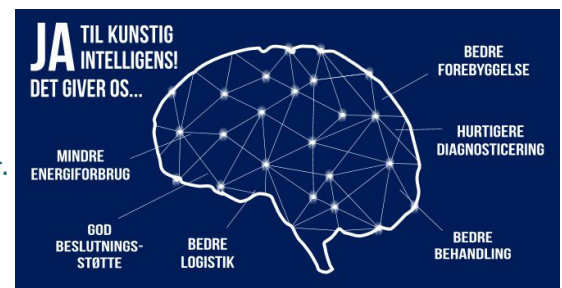 JA TIL KUNSTIG
INTELLIGENS!
DET GIVER OS...
BEDRE
FOREBYGGELSE
HURTIGERE
DIAGNOSTICERING
BEDRE
BEHANDLING
BEDRE
LOGISTIK
GOD
BESLUTNINGS-
STØTTE
MINDRE
ENERGIFORBRUG